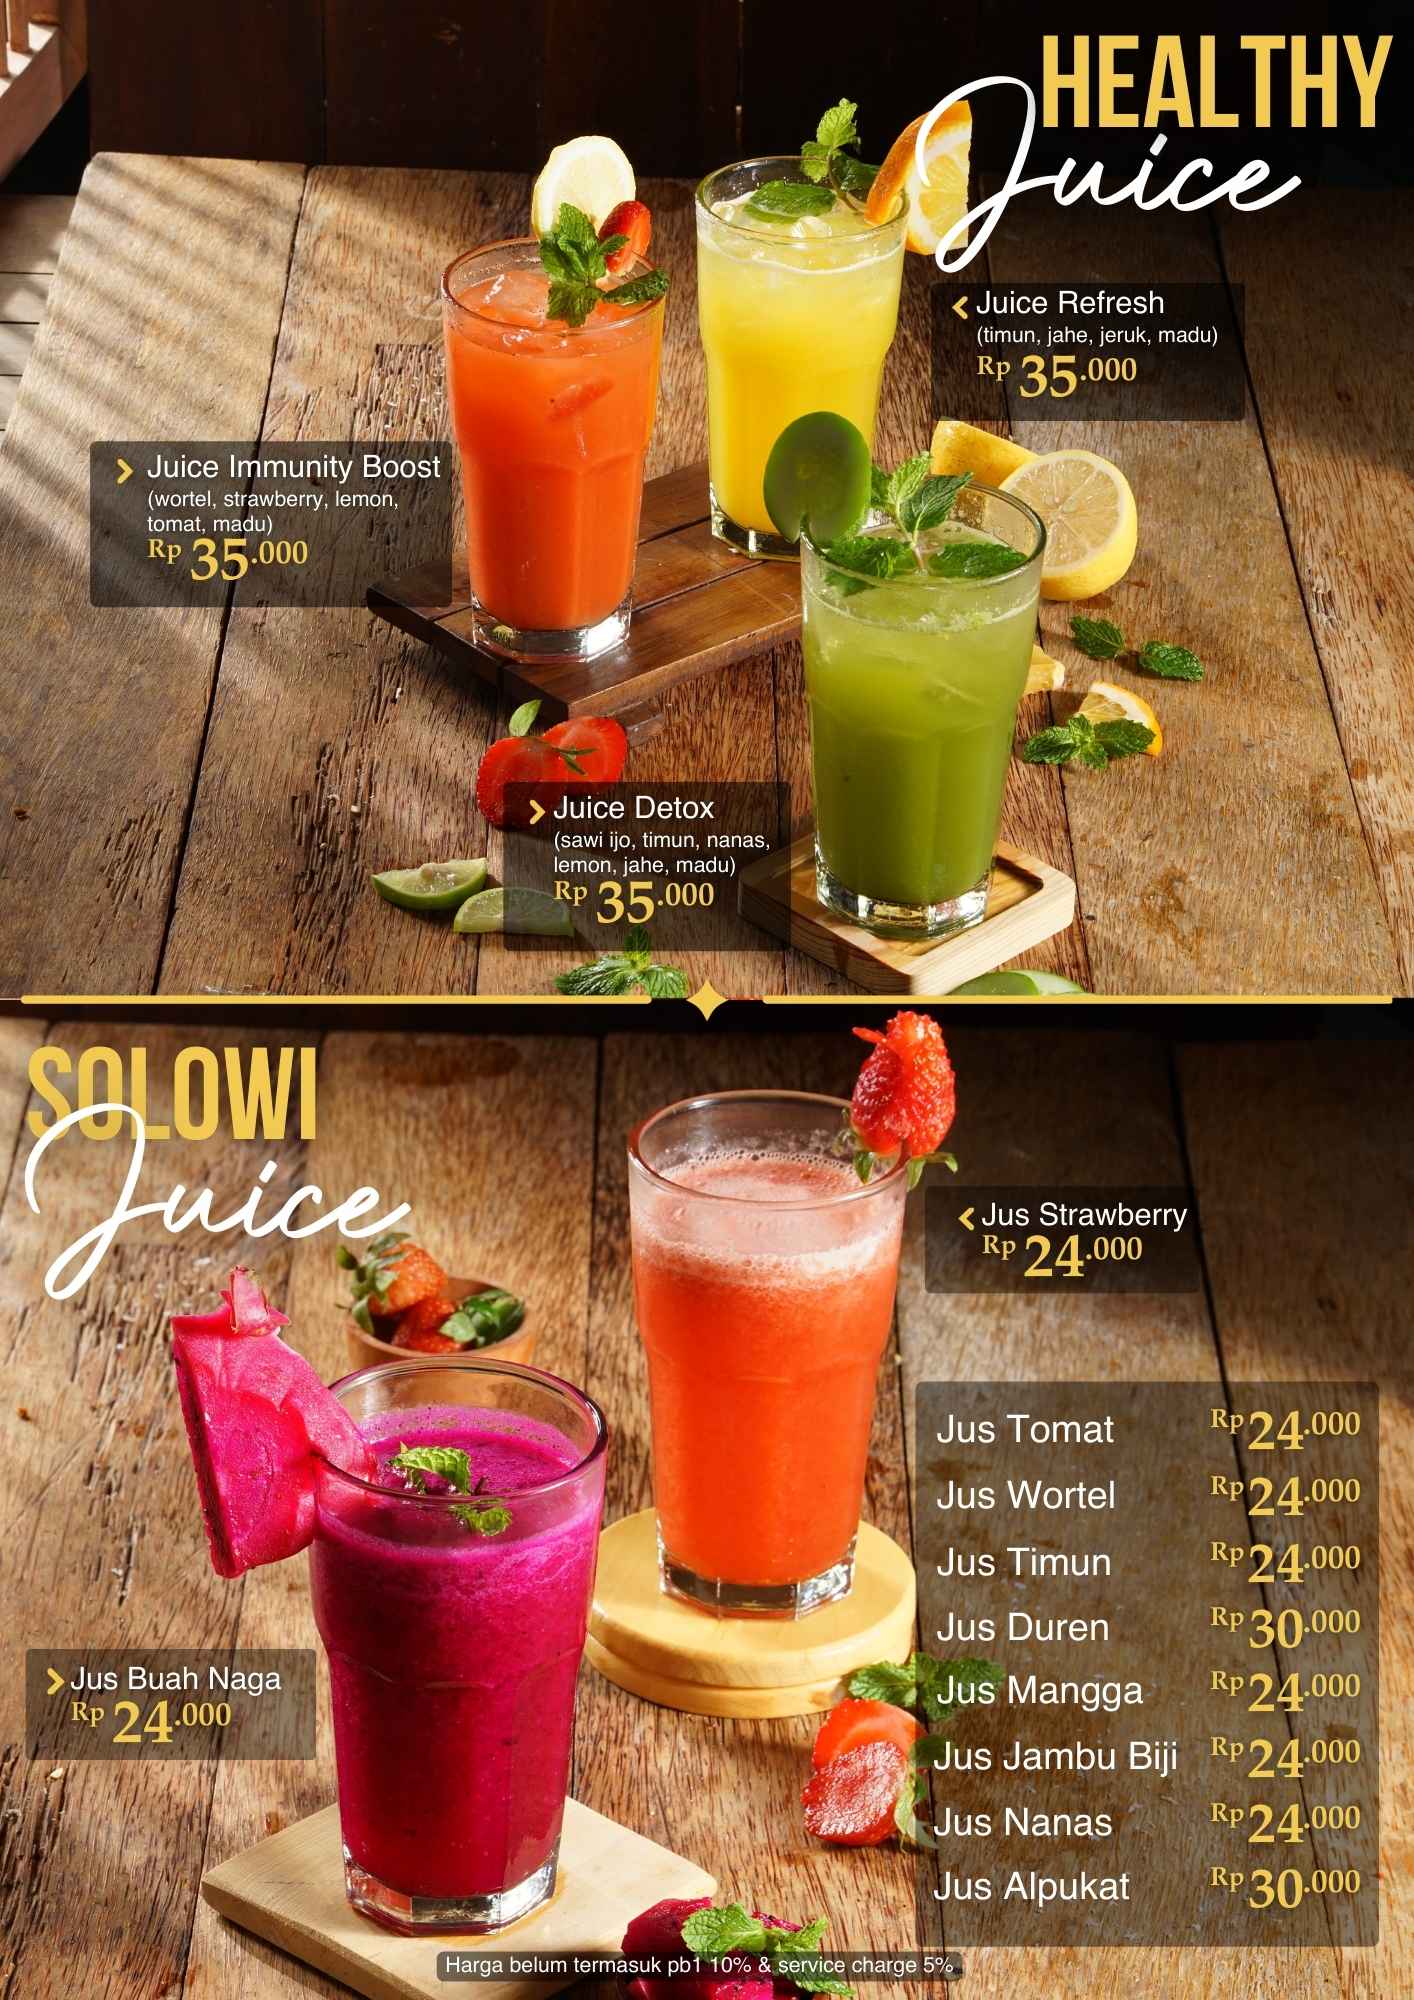 HEALTHY
Juice
Juice Refresh
(timun, jahe, jeruk, madu)
Rp 35.000
Juice Immunity Boost
(wortel, strawberry, lemon,
tomat, madu)
Rp 35.000
Juice Detox
(sawi ijo, timun, nanas,
lemon, jahe, madu)
Rp 35.000
SOLOWI
Juice
Jus Strawberry
Rp 24.000
Jus Buah Naga
Rp 24.000
Jus Tomat Rp 24.000
Jus Wortel Rp 24.000
Jus Timun Rp 24.000
Jus Duren Rp 30.000
Jus Mangga Rp 24.000
Jus Jambu Biji Rp 24.000
Jus Nanas Rp 24.000
Jus Alpukat Rp 30.000
Harga belum termasuk pb1 10% & service charge 5%